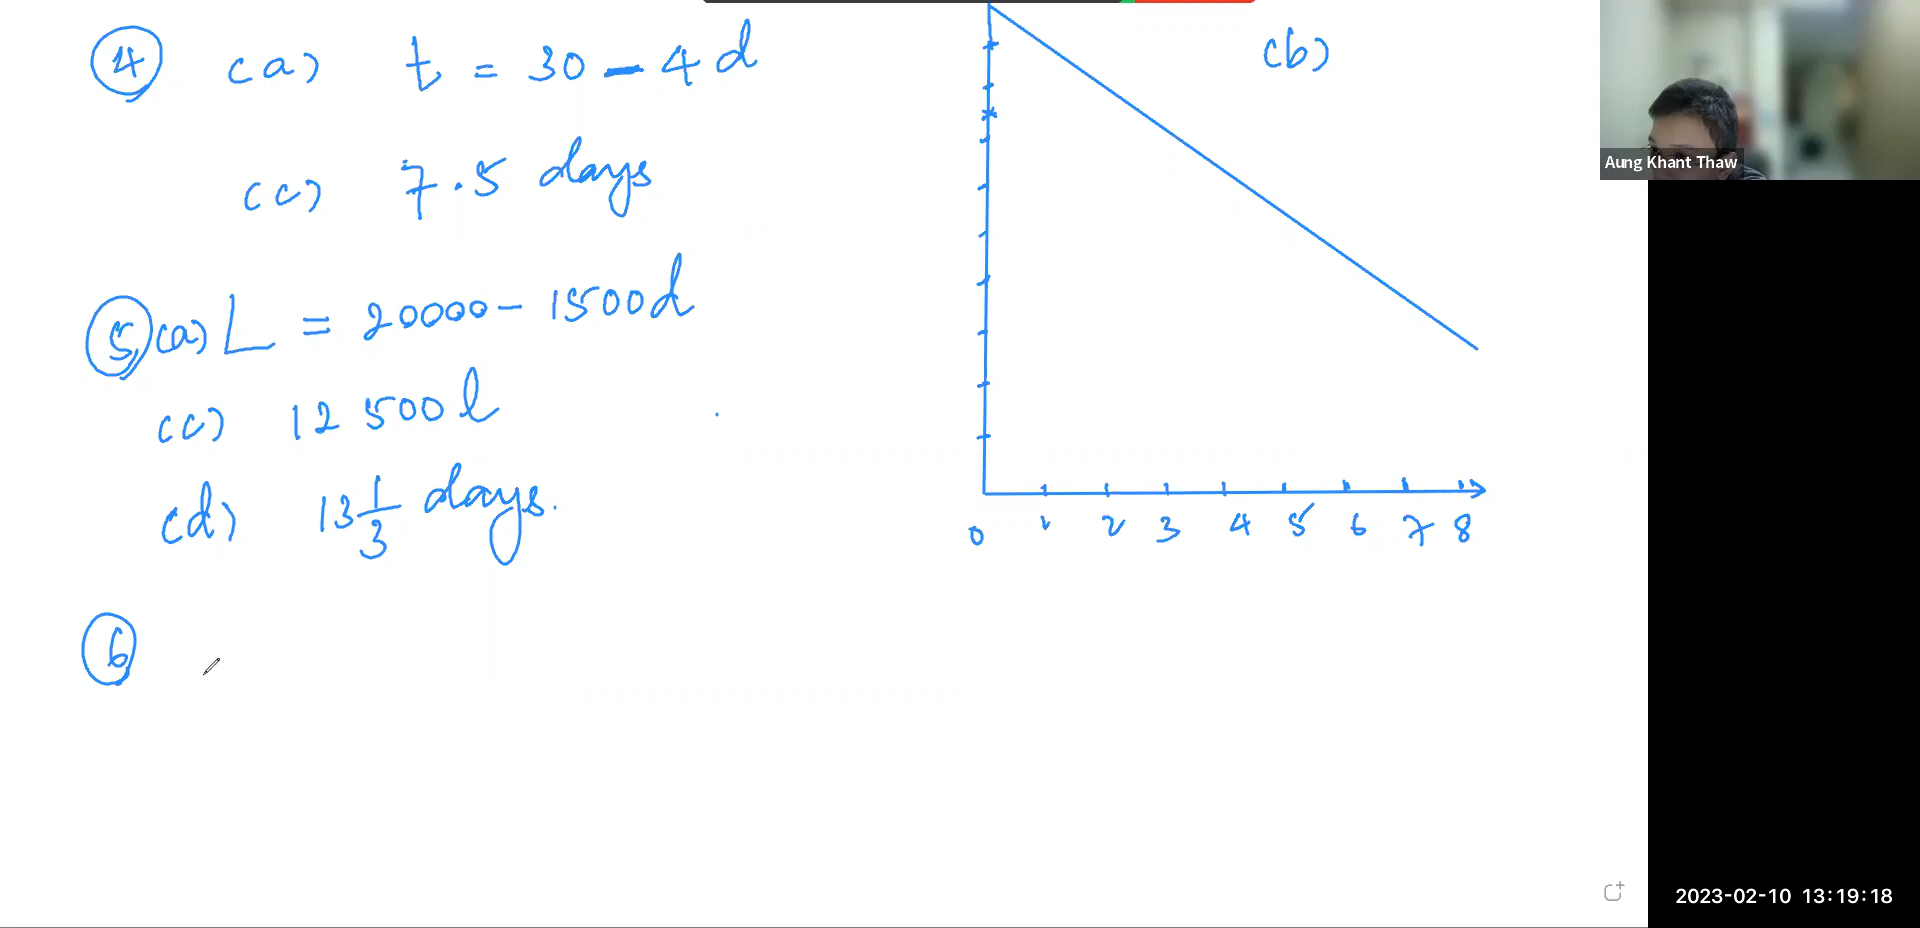 ④ (a) t = 30 - 4d
(c) 7.5 days
⑤ (a) L = 20000 - 1500d
(c) 12 500 l
(d) 13 1/3 days.
⑥
(b)
0 1 2 3 4 5 6 7 8
Aung Khant Thaw
2023-02-10 13:19:18